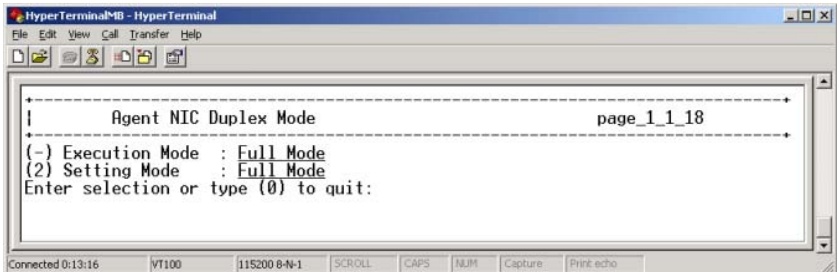 HyperTerminalMB - HyperTerminal
File Edit View Call Transfer Help
Agent NIC Duplex Mode page_1_1_18
(-) Execution Mode : Full Mode
(2) Setting Mode : Full Mode
Enter selection or type (0) to quit:
Connected 0:13:16 VT100 115200 8-N-1 SCROLL CAPS NUM Capture Print echo